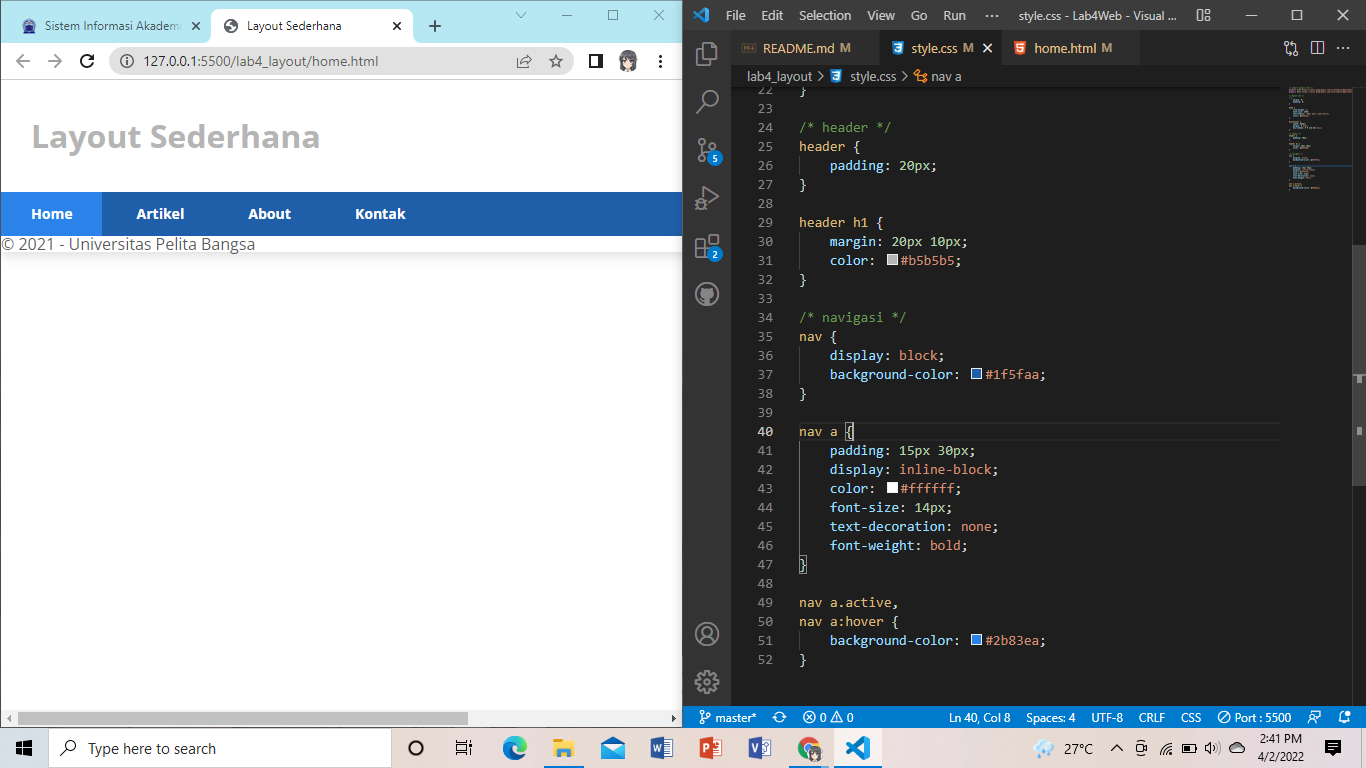 Sistem Informasi Akadem
Layout Sederhana
127.0.0.1:5500/lab4_layout/home.html
Layout Sederhana
Home Artikel About Kontak
© 2021 - Universitas Pelita Bangsa
File Edit Selection View Go Run ··· style.css - Lab4Web - Visual ...
README.md M style.css M home.html M
lab4_layout > style.css > nav a
22 }
23
24 /* header */
25 header {
26 padding: 20px;
27 }
28
29 header h1 {
30 margin: 20px 10px;
31 color: #b5b5b5;
32 }
33
34 /* navigasi */
35 nav {
36 display: block;
37 background-color: #1f5faa;
38 }
39
40 nav a {
41 padding: 15px 30px;
42 display: inline-block;
43 color: #ffffff;
44 font-size: 14px;
45 text-decoration: none;
46 font-weight: bold;
47 }
48
49 nav a.active,
50 nav a:hover {
51 background-color: #2b83ea;
52 }
5
2
master* 0 0 Ln 40, Col 8 Spaces: 4 UTF-8 CRLF CSS Port : 5500
Type here to search
27°C
2:41 PM
4/2/2022